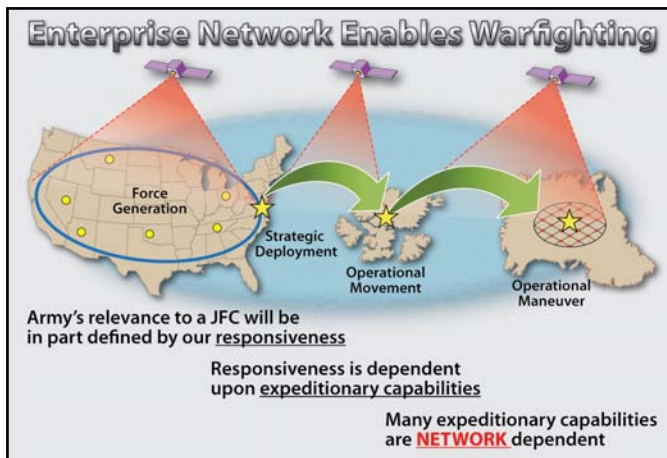 Enterprise Network Enables Warfighting
Force
Generation
Strategic
Deployment
Operational
Movement
Operational
Maneuver
Army's relevance to a JFC will be
in part defined by our responsiveness
Responsiveness is dependent
upon expeditionary capabilities
Many expeditionary capabilities
are NETWORK dependent